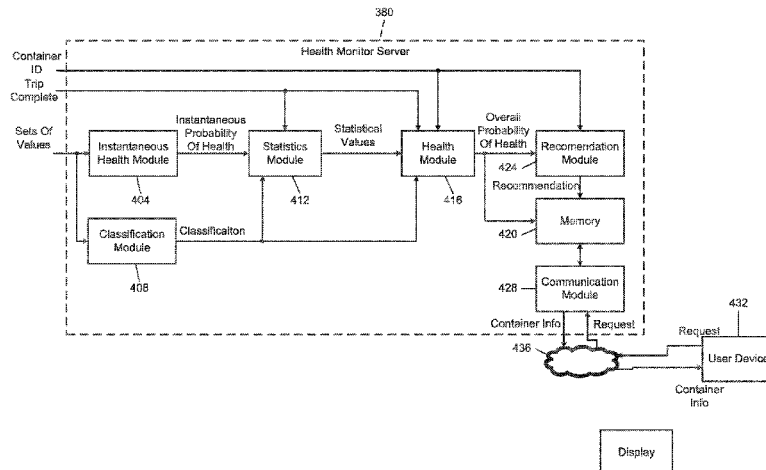 380
Health Monitor Server
Container
ID
Trip
Complete
Sets Of
Values
Instantaneous
Health Module
404
Instantaneous
Probability
Of Health
Statistics
Module
412
Statistical
Values
Health
Module
416
Overall
Probability
Of Health
Recomendation
Module
424
Recommendation
Classification
Module
408
Classificaiton
Memory
420
Communication
Module
428
Container Info
Request
436
Request
432
User Device
Container
Info
Display